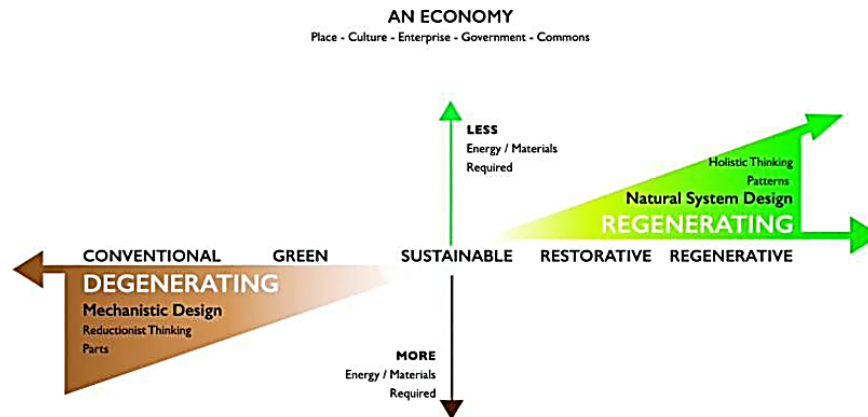 AN ECONOMY
Place - Culture - Enterprise - Government - Commons
LESS
Energy / Materials
Required
Holistic Thinking
Patterns
Natural System Design
REGENERATING
CONVENTIONAL GREEN SUSTAINABLE RESTORATIVE REGENERATIVE
DEGENERATING
Mechanistic Design
Reductionist Thinking
Parts
MORE
Energy / Materials
Required